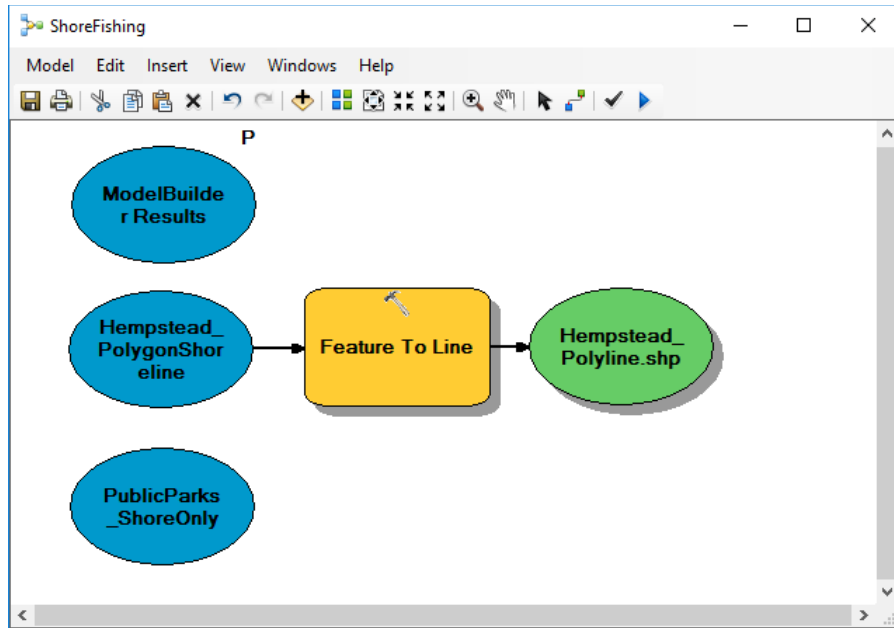 ShoreFishing
Model Edit Insert View Windows Help
P
ModelBuilde
r Results
Hempstead_
PolygonShor
eline
Feature To Line
Hempstead_
Polyline.shp
PublicParks
_ShoreOnly